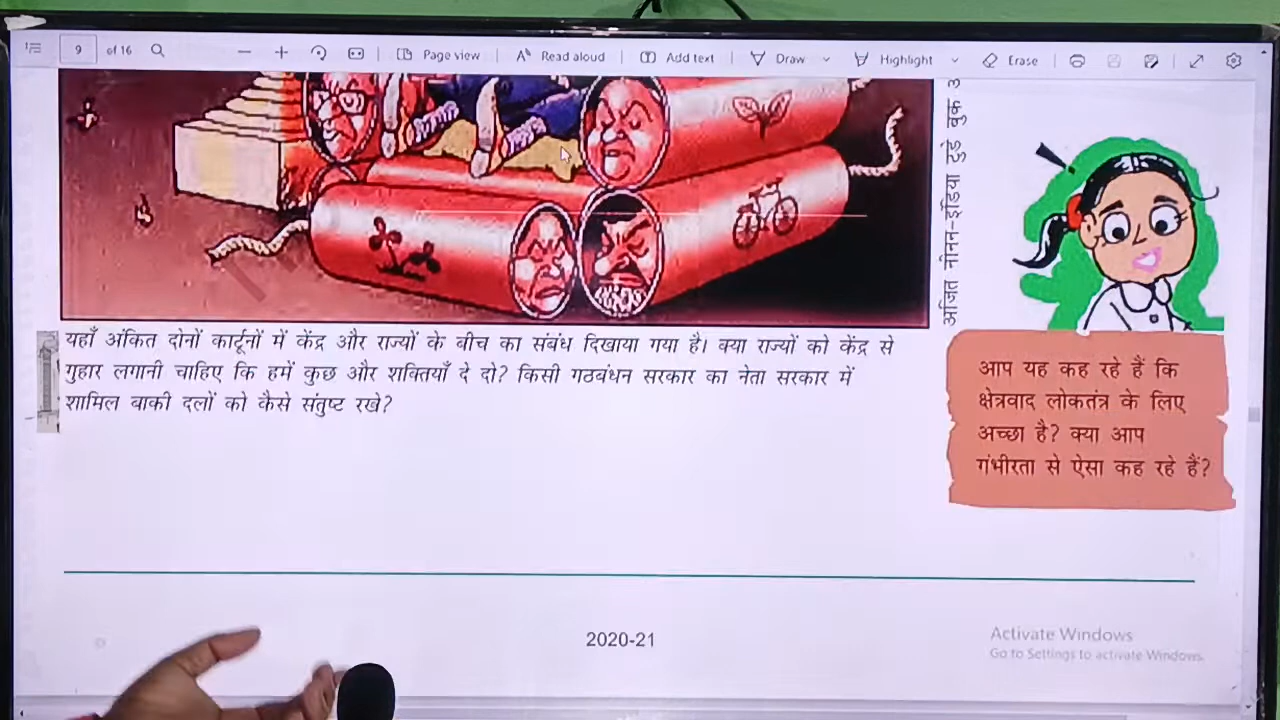 9 of 16
Page view
Read aloud
Add text
Draw
Highlight
Erase
अजित नीनन-इंडिया टुडे बुक
यहाँ अंकित दोनों कार्टूनों में केंद्र और राज्यों के बीच का संबंध दिखाया गया है। क्या राज्यों को केंद्र से
गुहार लगानी चाहिए कि हमें कुछ और शक्तियाँ दे दो? किसी गठबंधन सरकार का नेता सरकार में
शामिल बाकी दलों को कैसे संतुष्ट रखे?
आप यह कह रहे हैं कि
क्षेत्रवाद लोकतंत्र के लिए
अच्छा है? क्या आप
गंभीरता से ऐसा कह रहे हैं?
2020-21
Activate Windows
Go to Settings to activate Windows.